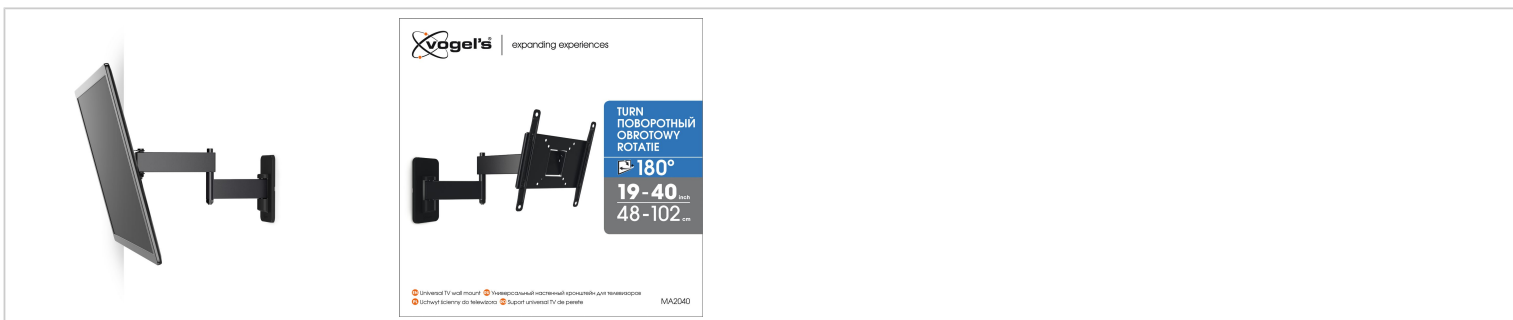 vogel's® | expanding experiences
TURN
ПОВОРОТНЫЙ
OBROTOWY
ROTATIE
180°
19-40 inch
48-102 cm
EN Universal TV wall mount RU Универсальный настенный кронштейн для телевизоров
PL Uchwyt ścienny do telewizora RO Suport universal TV de perete
MA2040